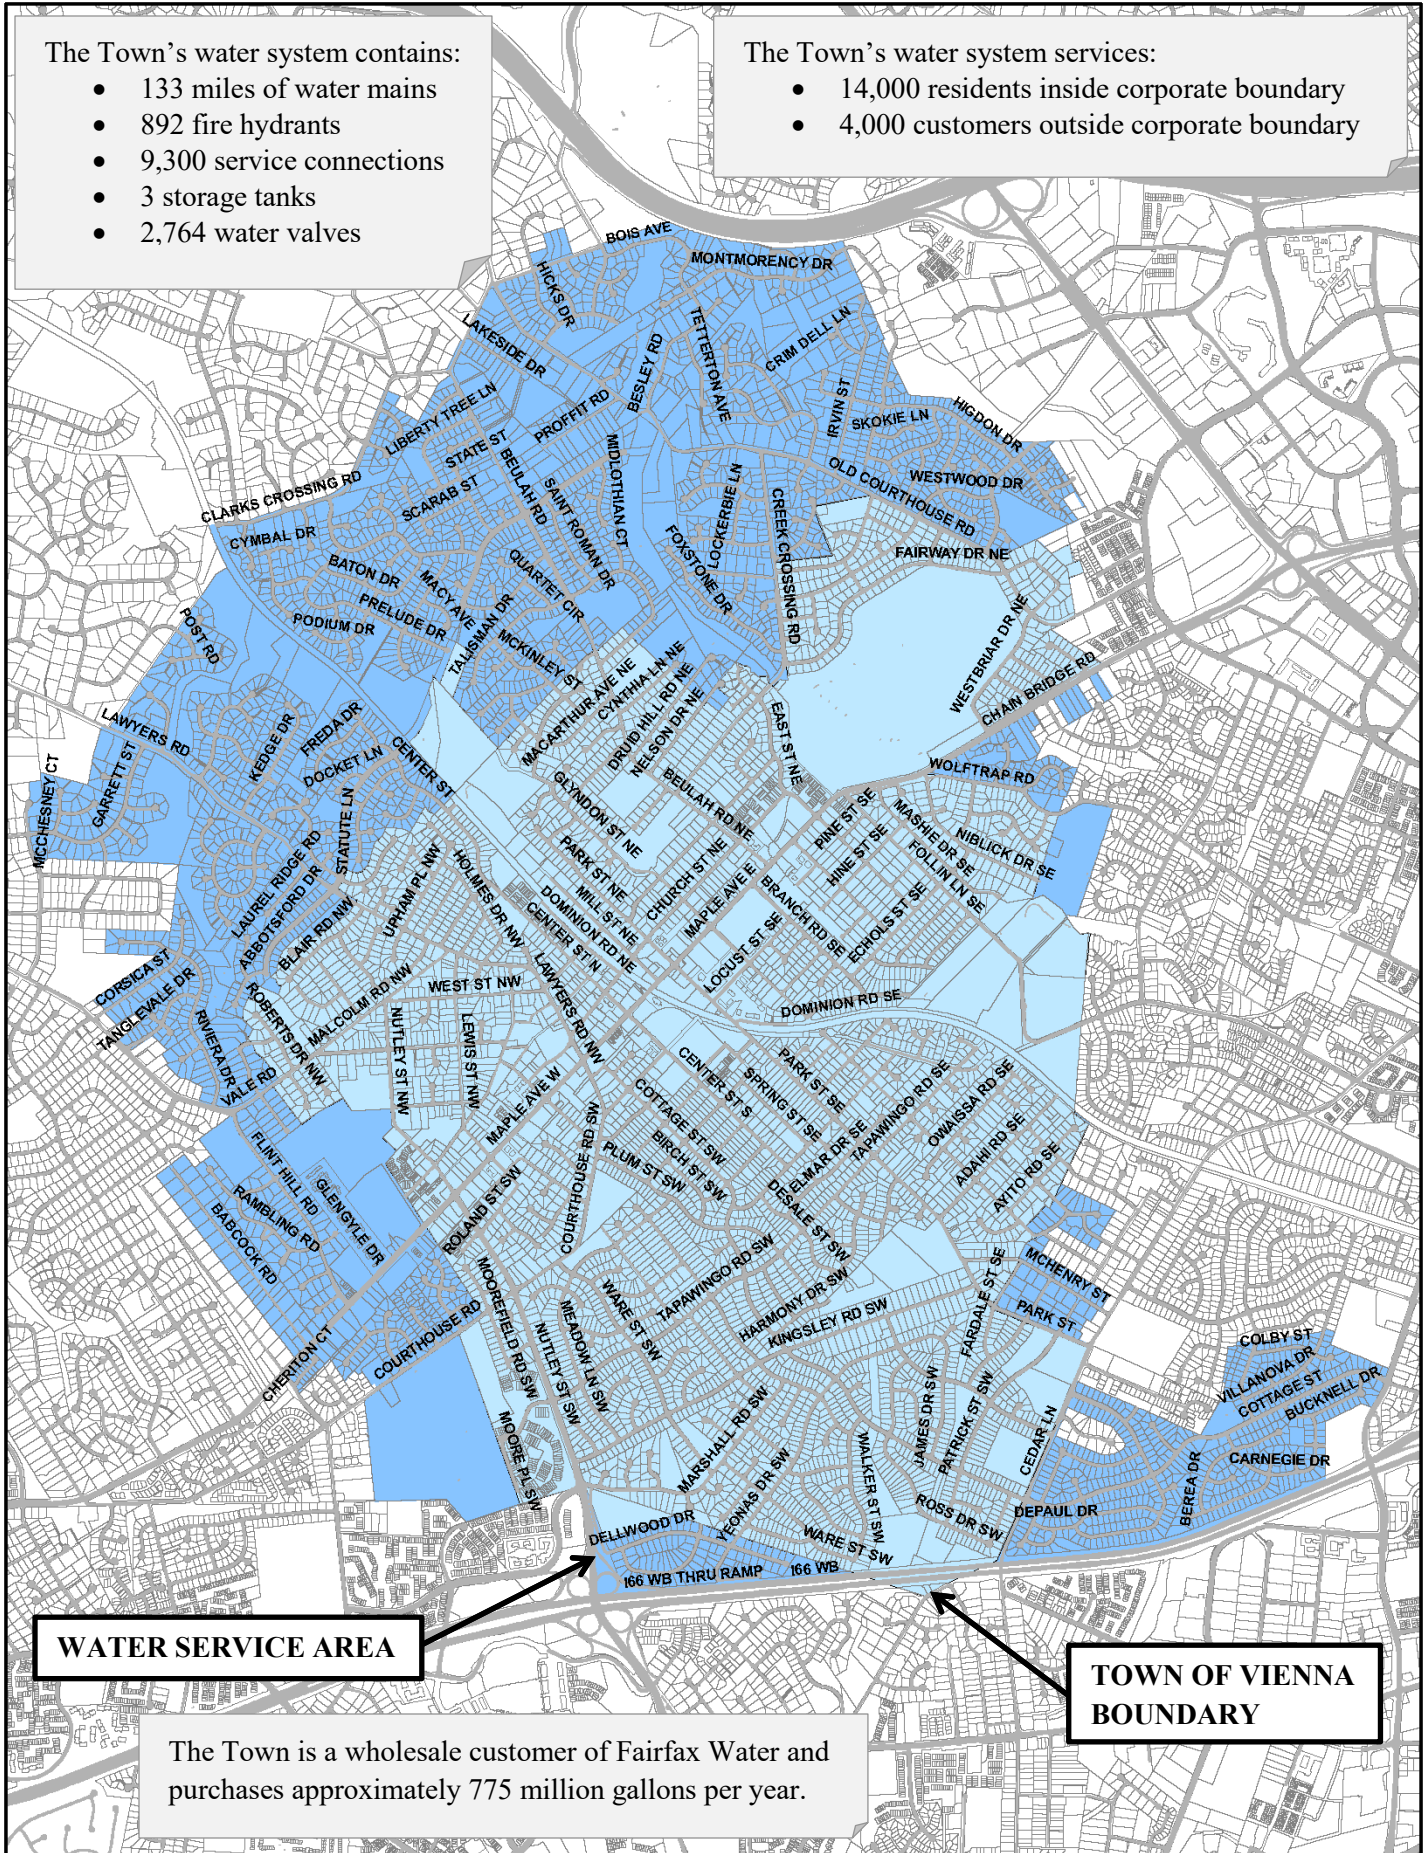 The Town’s water system contains:
• 133 miles of water mains
• 892 fire hydrants
• 9,300 service connections
• 3 storage tanks
• 2,764 water valves
The Town’s water system services:
• 14,000 residents inside corporate boundary
• 4,000 customers outside corporate boundary
BOIS AVE
MONTMORENCY DR
HICKS DR
LAKESIDE DR
TETTERTON AVE
CRIM DELL LN
BESLEY RD
LIBERTY TREE LN
PROFFIT RD
IRVIN ST
SKOKIE LN
HIGDON DR
STATE ST
BEULAH RD
MIDLOTHIAN CT
OLD COURTHOUSE RD
WESTWOOD DR
CLARKS CROSSING RD
SCARAB ST
SAINT ROMAN DR
LOCKERBIE LN
CREEK CROSSING RD
CYMBAL DR
FOXSTONE DR
FAIRWAY DR NE
BATON DR
MACY AVE
QUARTET CIR
PRELUDE DR
PODIUM DR
TALISMAN DR
MCKINLEY ST
POST RD
WESTBRIAR DR NE
CHAIN BRIDGE RD
MACARTHUR AVE NE
CYNTHIA LN NE
DRUID HILL RD NE
NELSON DR NE
EAST ST NE
LAWYERS RD
KEDGE DR
FREDA DR
DOCKET LN
CENTER ST
WOLFTRAP RD
MCCHESNEY CT
GARRETT ST
STATUTE LN
GLYNDON ST NE
BEULAH RD NE
PINE ST SE
MASHIE DR SE
NIBLICK DR SE
HINE ST SE
FOLLIN LN SE
LAUREL RIDGE RD
ABBOTSFORD DR
BLAIR RD NW
UPHAM PL NW
HOLMES DR NW
PARK ST NE
MILL ST NE
DOMINION RD NE
CENTER ST N
CHURCH ST NE
MAPLE AVE E
BRANCH RD SE
ECHOLS ST SE
LOCUST ST SE
CORSICA ST
TANGLEVALE DR
ROBERTS DR NW
MALCOLM RD NW
WEST ST NW
LAWYERS RD NW
DOMINION RD SE
RIVIERA DR
VALE RD
NUTLEY ST NW
LEWIS ST NW
MAPLE AVE W
CENTER ST S
SPRING ST SE
PARK ST SE
COTTAGE ST SW
BIRCH ST SW
PLUM ST SW
ELMAR DR SE
TAPAWINGO RD SE
OWAISSA RD SE
ADAHI RD SE
AYITO RD SE
DESALE ST SW
COURTHOUSE RD SW
ROLAND ST SW
FLINT HILL RD
GLENGYLE DR
RAMBLING RD
BABCOCK RD
CHERITON CT
COURTHOUSE RD
MOOREFIELD RD SW
NUTLEY ST SW
MEADOW LN SW
WARE ST SW
TAPAWINGO RD SW
HARMONY DR SW
KINGSLEY RD SW
FARDALE ST SE
MCHENRY ST
PARK ST
COLBY ST
VILLANOVA DR
COTTAGE ST
BUCKNELL DR
CARNEGIE DR
BEREA DR
DEPAUL DR
CEDAR LN
JAMES DR SW
PATRICK ST SW
MARSHALL RD SW
MOORE PL SW
YEONAS DR SW
WALKER ST SW
ROSS DR SW
DELLWOOD DR
WARE ST SW
I66 WB THRU RAMP
I66 WB
WATER SERVICE AREA
TOWN OF VIENNA
BOUNDARY
The Town is a wholesale customer of Fairfax Water and
purchases approximately 775 million gallons per year.